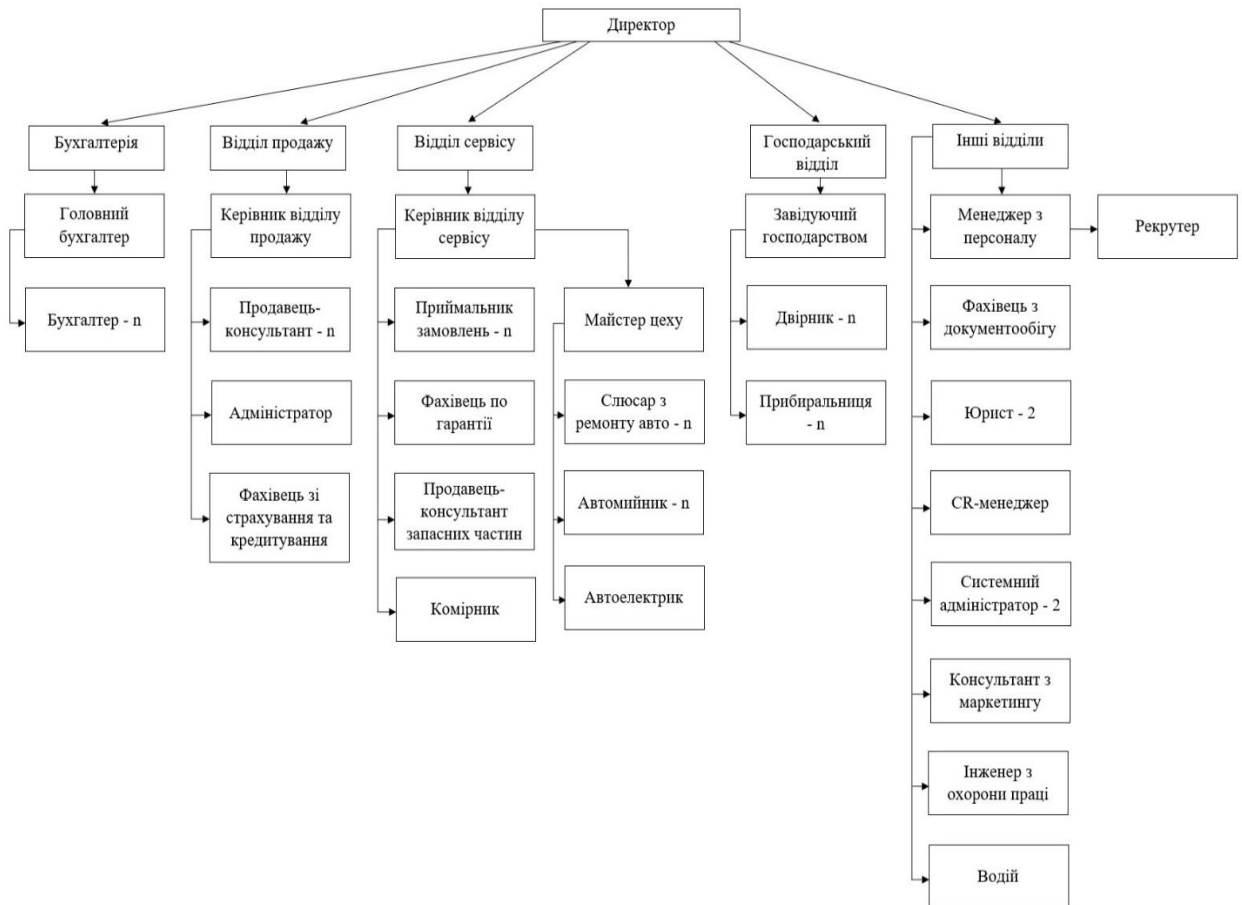 Директор
Бухгалтерія
Відділ продажу
Відділ сервісу
Господарський
відділ
Інші відділи
Головний
бухгалтер
Керівник відділу
продажу
Керівник відділу
сервісу
Завідуючий
господарством
Менеджер з
персоналу
Рекрутер
Бухгалтер - n
Продавець-
консультант - n
Приймальник
замовлень - n
Майстер цеху
Двірник - n
Фахівець з
документообігу
Адміністратор
Фахівець по
гарантії
Слюсар з
ремонту авто - n
Прибиральниця
- n
Юрист - 2
Фахівець зі
страхування та
кредитування
Продавець-
консультант
запасних частин
Автомийник - n
CR-менеджер
Комірник
Автоелектрик
Системний
адміністратор - 2
Консультант з
маркетингу
Інженер з
охорони праці
Водій